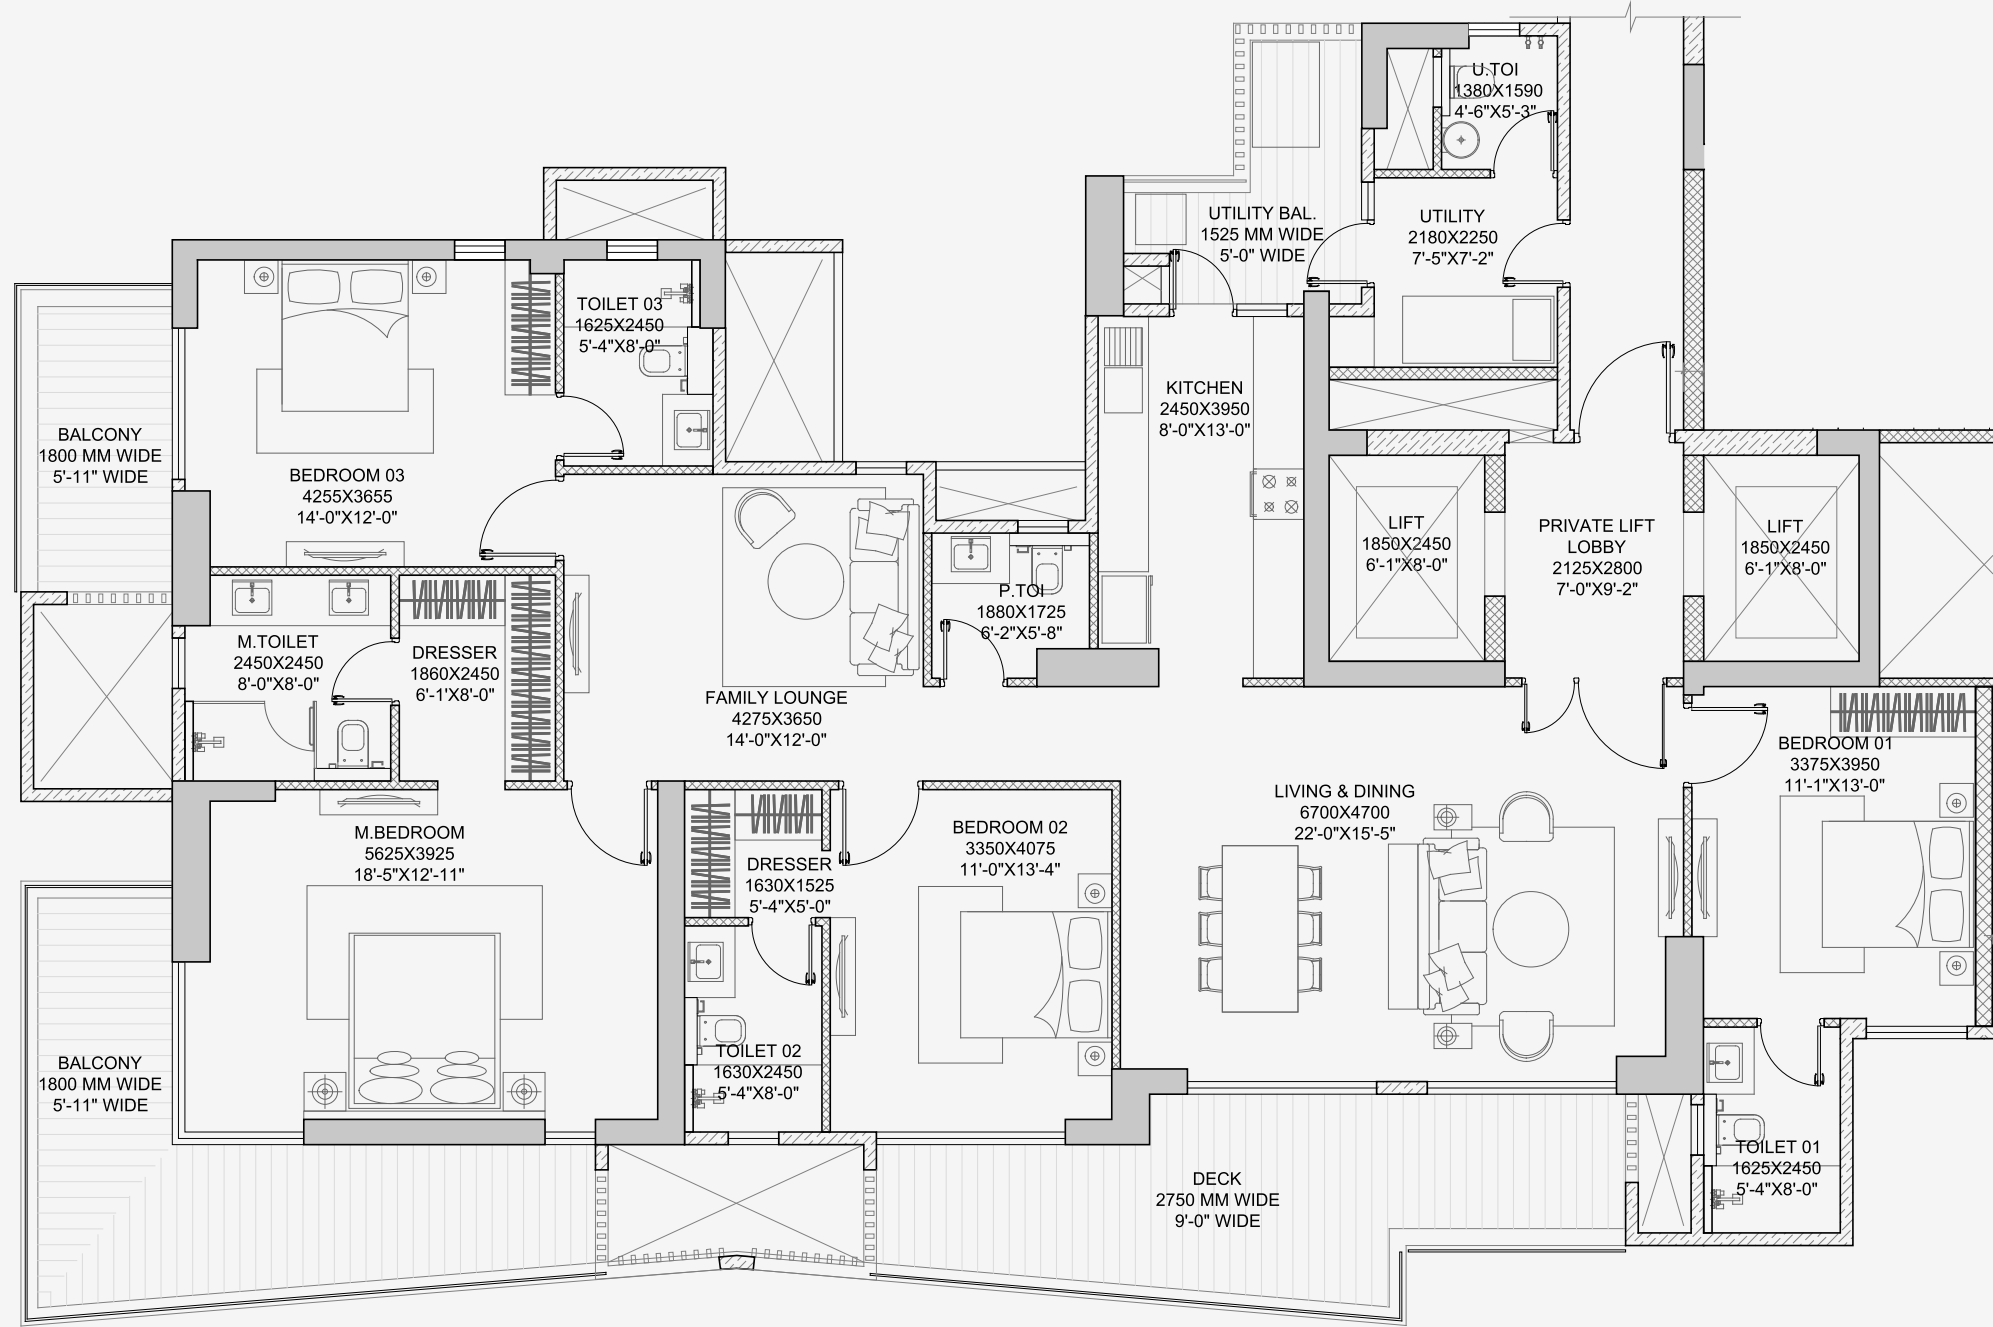 U.TOI
1380X1590
4'-6"X5'-3"
UTILITY BAL.
1525 MM WIDE
5'-0" WIDE
UTILITY
2180X2250
7'-5"X7'-2"
TOILET 03
1625X2450
5'-4"X8'-0"
KITCHEN
2450X3950
8'-0"X13'-0"
BALCONY
1800 MM WIDE
5'-11" WIDE
BEDROOM 03
4255X3655
14'-0"X12'-0"
LIFT
1850X2450
6'-1"X8'-0"
PRIVATE LIFT
LOBBY
2125X2800
7'-0"X9'-2"
LIFT
1850X2450
6'-1"X8'-0"
P.TOI
1880X1725
6'-2"X5'-8"
M.TOILET
2450X2450
8'-0"X8'-0"
DRESSER
1860X2450
6'-1'X8'-0"
FAMILY LOUNGE
4275X3650
14'-0"X12'-0"
BEDROOM 01
3375X3950
11'-1"X13'-0"
LIVING & DINING
6700X4700
22'-0"X15'-5"
M.BEDROOM
5625X3925
18'-5"X12'-11"
DRESSER
1630X1525
5'-4"X5'-0"
BEDROOM 02
3350X4075
11'-0"X13'-4"
BALCONY
1800 MM WIDE
5'-11" WIDE
TOILET 02
1630X2450
5'-4"X8'-0"
TOILET 01
1625X2450
5'-4"X8'-0"
DECK
2750 MM WIDE
9'-0" WIDE